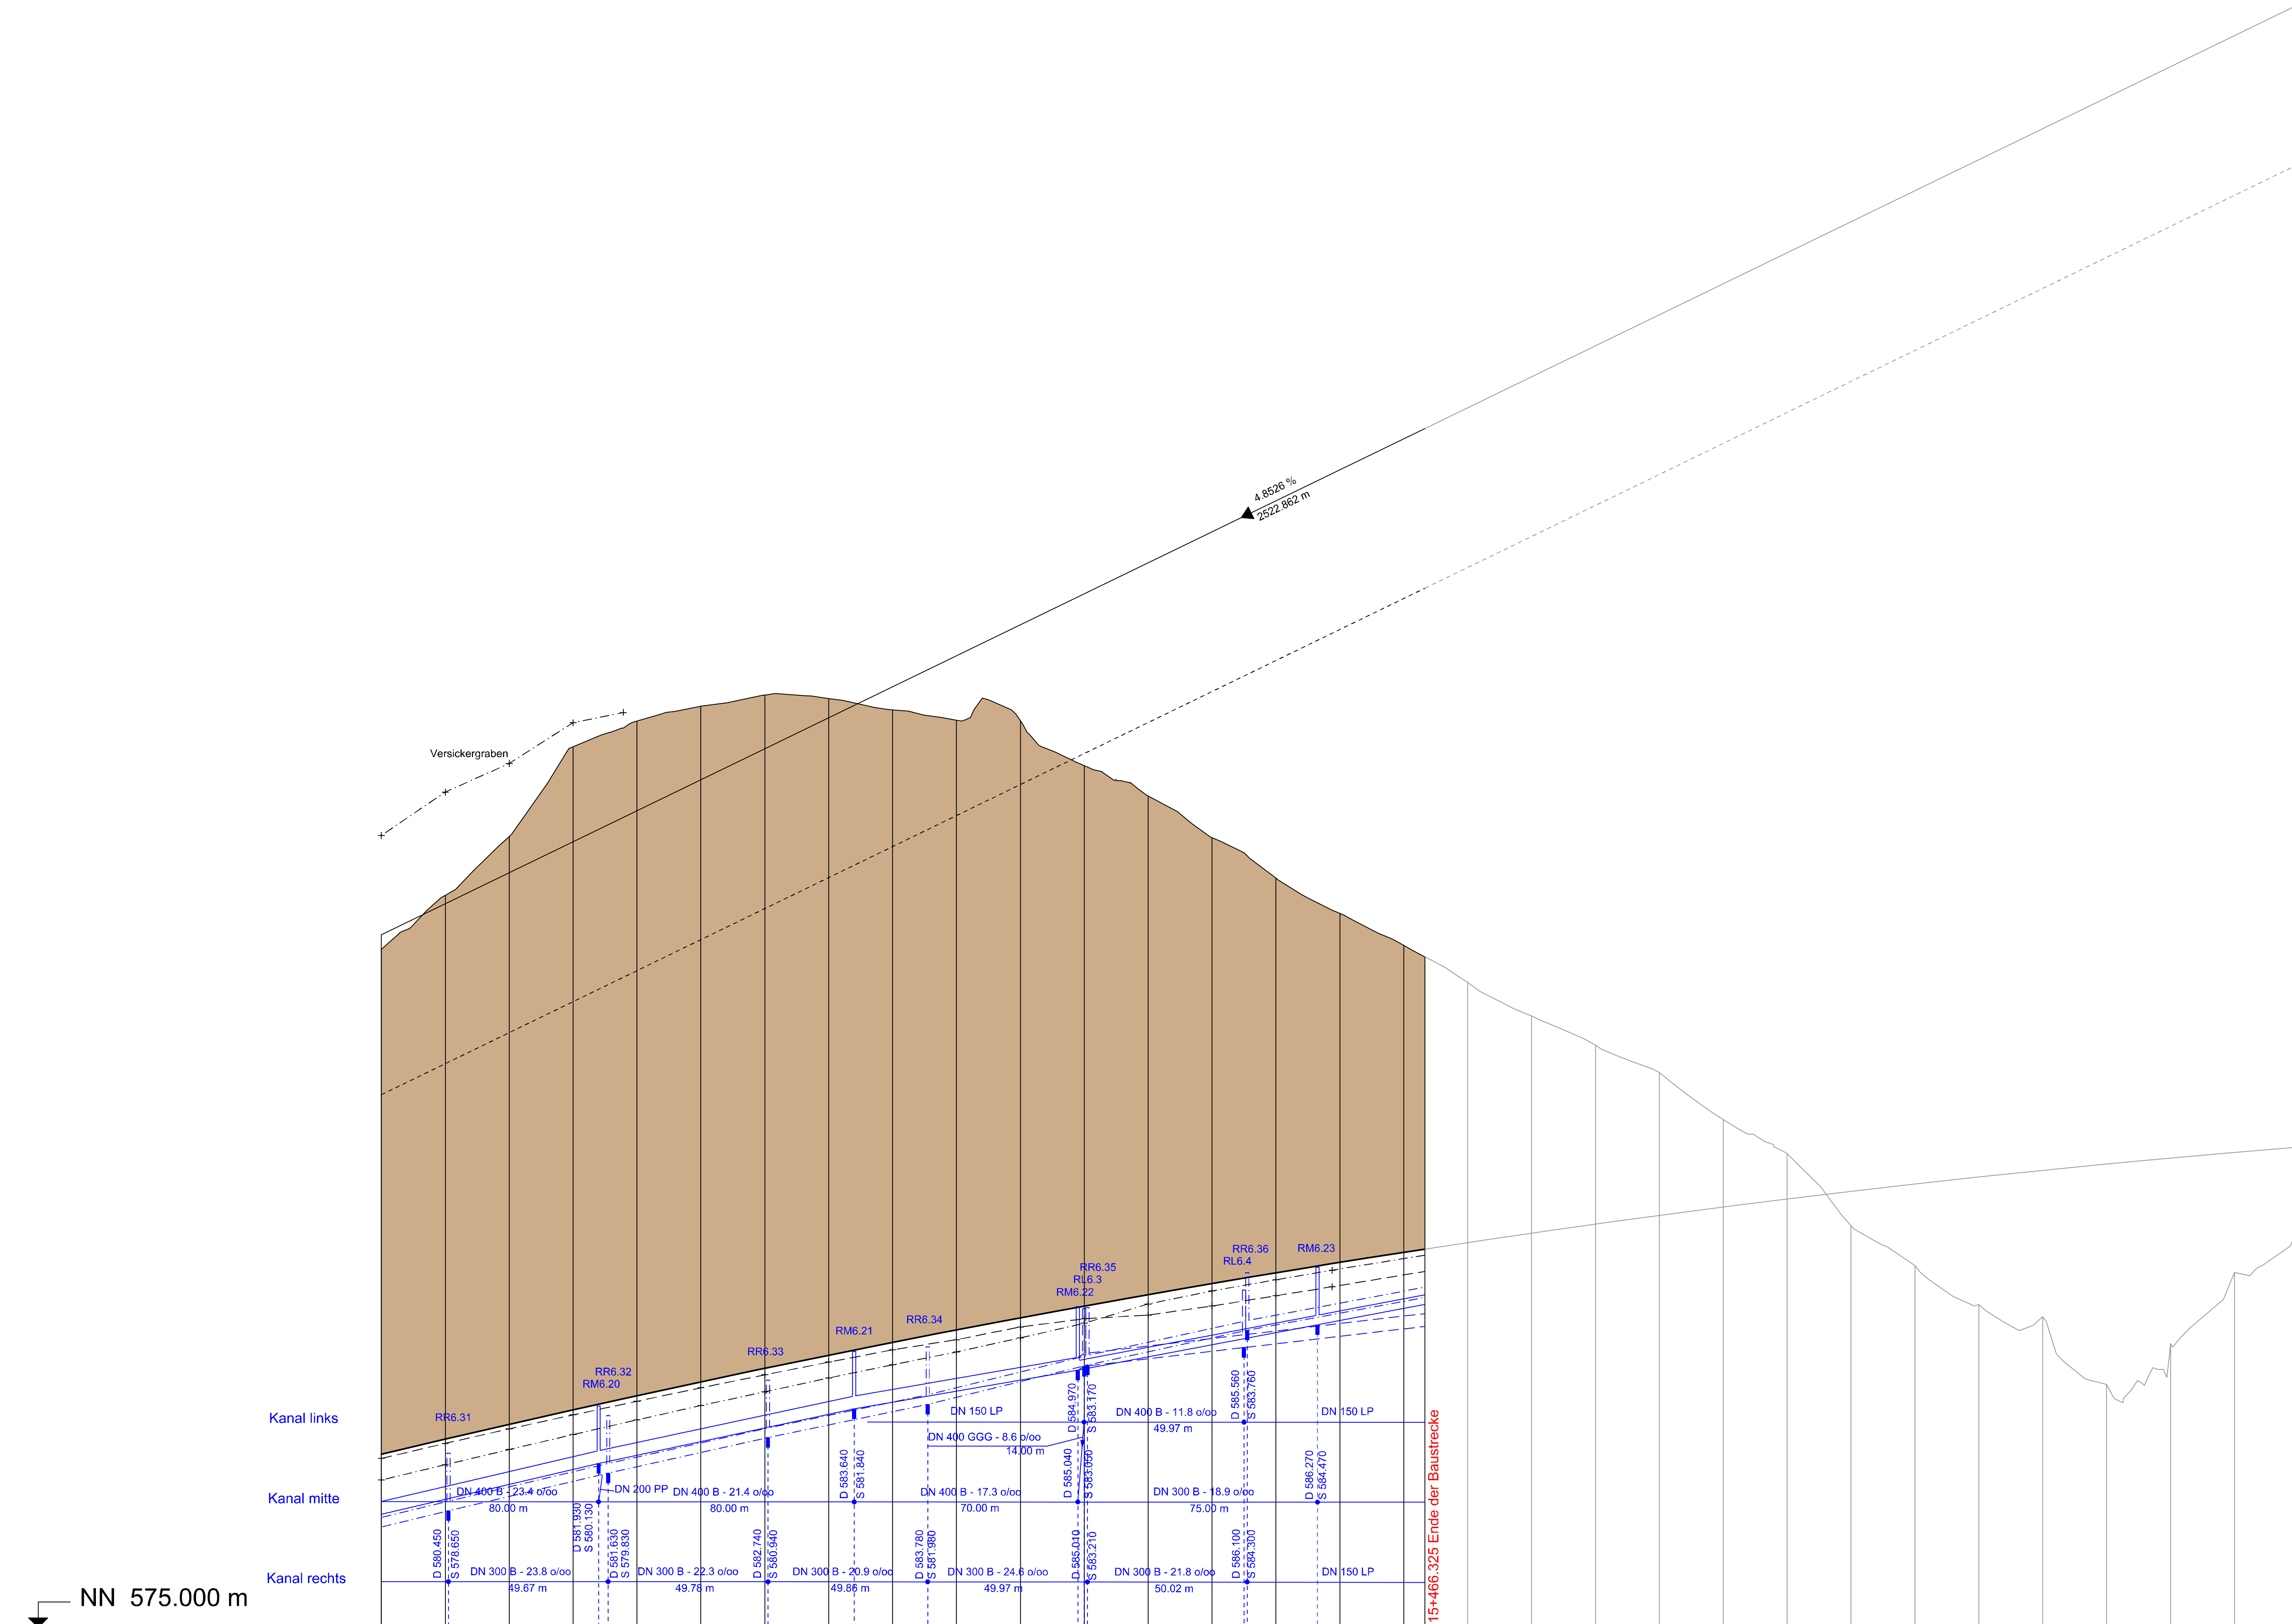 4.8526 %
2522.862 m
Versickergraben
RR6.36
RM6.23
RL6.4
RR6.35
RL6.3
RM6.22
RR6.34
RM6.21
RR6.33
RR6.32
RM6.20
RR6.31
Kanal links
DN 150 LP
D 584.970
S 583.170
DN 400 B - 11.8 o/oo
49.97 m
D 585.560
S 583.760
DN 150 LP
DN 400 GGG - 8.6 o/oo
14.00 m
Kanal mitte
DN 400 B - 23.4 o/oo
80.00 m
D 581.930
S 580.130
DN 200 PP
DN 400 B - 21.4 o/oo
80.00 m
D 583.640
S 581.840
DN 400 B - 17.3 o/oo
70.00 m
D 585.040
S 583.050
DN 300 B - 18.9 o/oo
75.00 m
D 586.270
S 584.470
Kanal rechts
D 580.450
S 578.650
DN 300 B - 23.8 o/oo
49.67 m
D 581.630
S 579.830
DN 300 B - 22.3 o/oo
49.78 m
D 582.740
S 580.940
DN 300 B - 20.9 o/oo
49.86 m
D 583.780
S 581.980
DN 300 B - 24.6 o/oo
49.97 m
D 585.010
S 583.210
DN 300 B - 21.8 o/oo
50.02 m
D 586.100
S 584.300
DN 150 LP
15+466.325 Ende der Baustrecke
NN 575.000 m